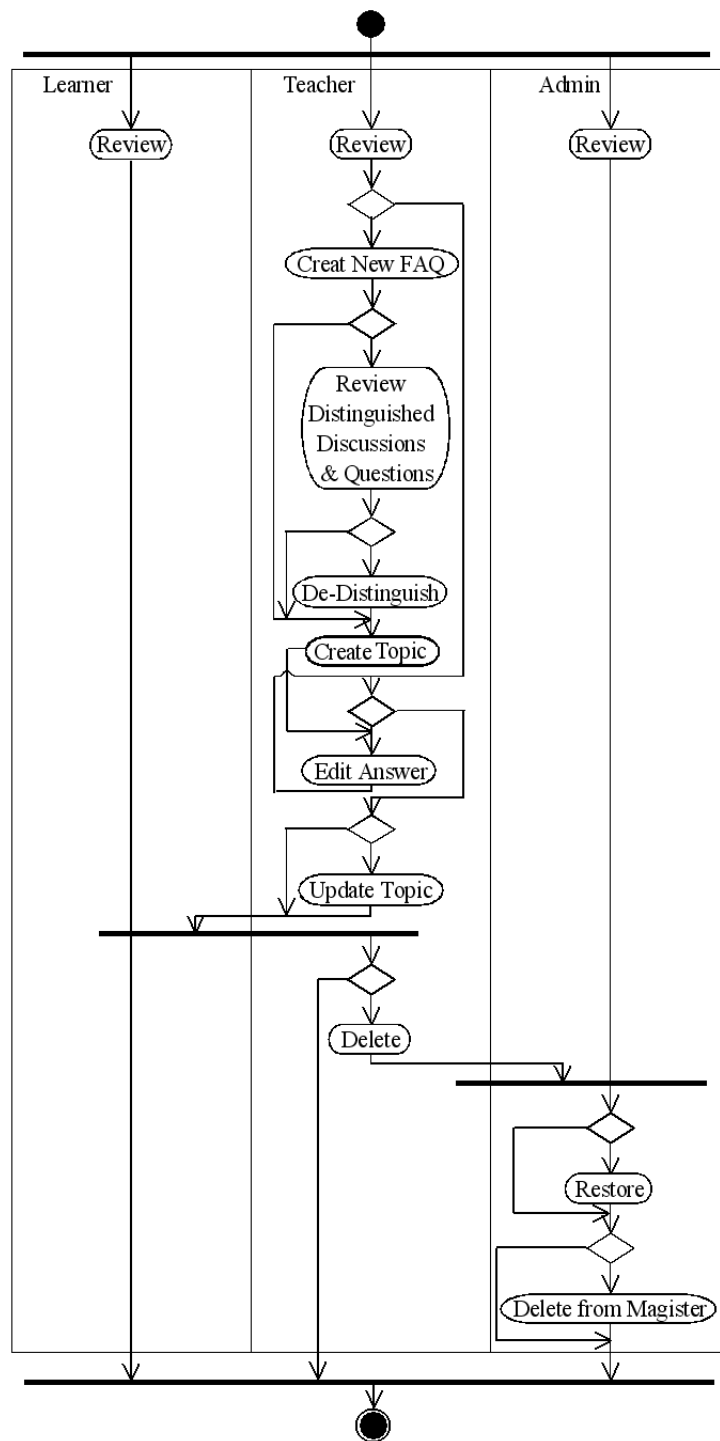 Learner
Teacher
Admin
Review
Review
Review
Creat New FAQ
Review
Distinguished
Discussions
& Questions
De-Distinguish
Create Topic
Edit Answer
Update Topic
Delete
Restore
Delete from Magister